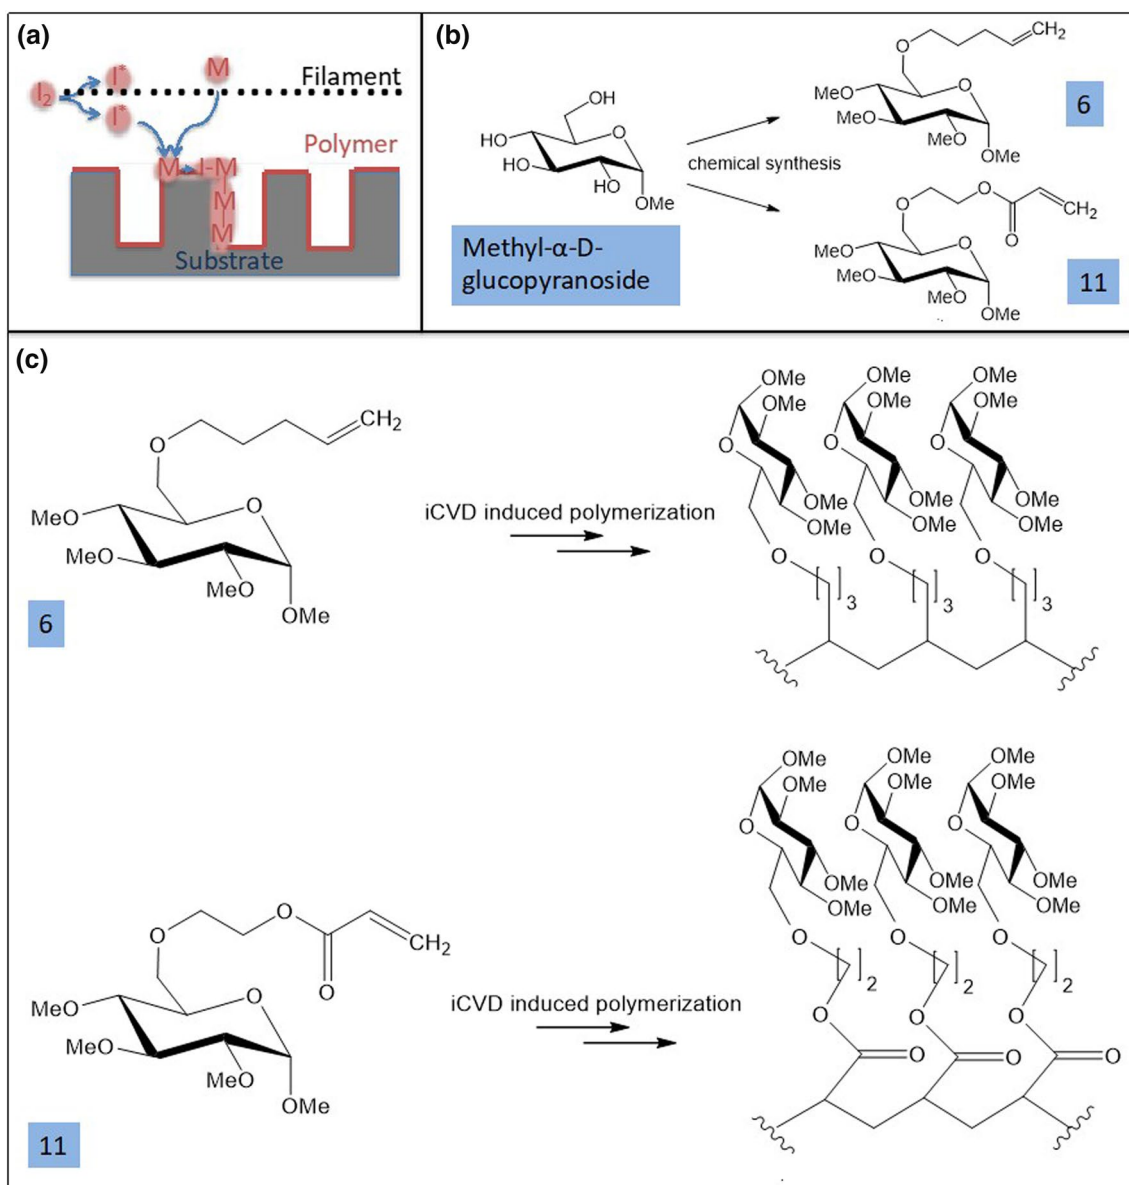 (a)
I*
M
Filament
I₂
I*
Polymer
M I-M
M
M
Substrate
(b)
OH
HO
O
HO
HO
OMe
Methyl-α-D-
glucopyranoside
chemical synthesis
CH₂
O
MeO
O
MeO
MeO
OMe
6
O
O
CH₂
O
MeO
O
MeO
MeO
OMe
11
(c)
CH₂
O
MeO
O
MeO
MeO
OMe
6
iCVD induced polymerization
OMe OMe OMe
OMe OMe OMe
O O O
OMe OMe OMe
OMe OMe OMe
O O O
3 3 3
O
O
CH₂
O
MeO
O
MeO
MeO
OMe
11
iCVD induced polymerization
OMe OMe OMe
OMe OMe OMe
O O O
OMe OMe OMe
OMe OMe OMe
O O O
2 2 2
O O O
O O O